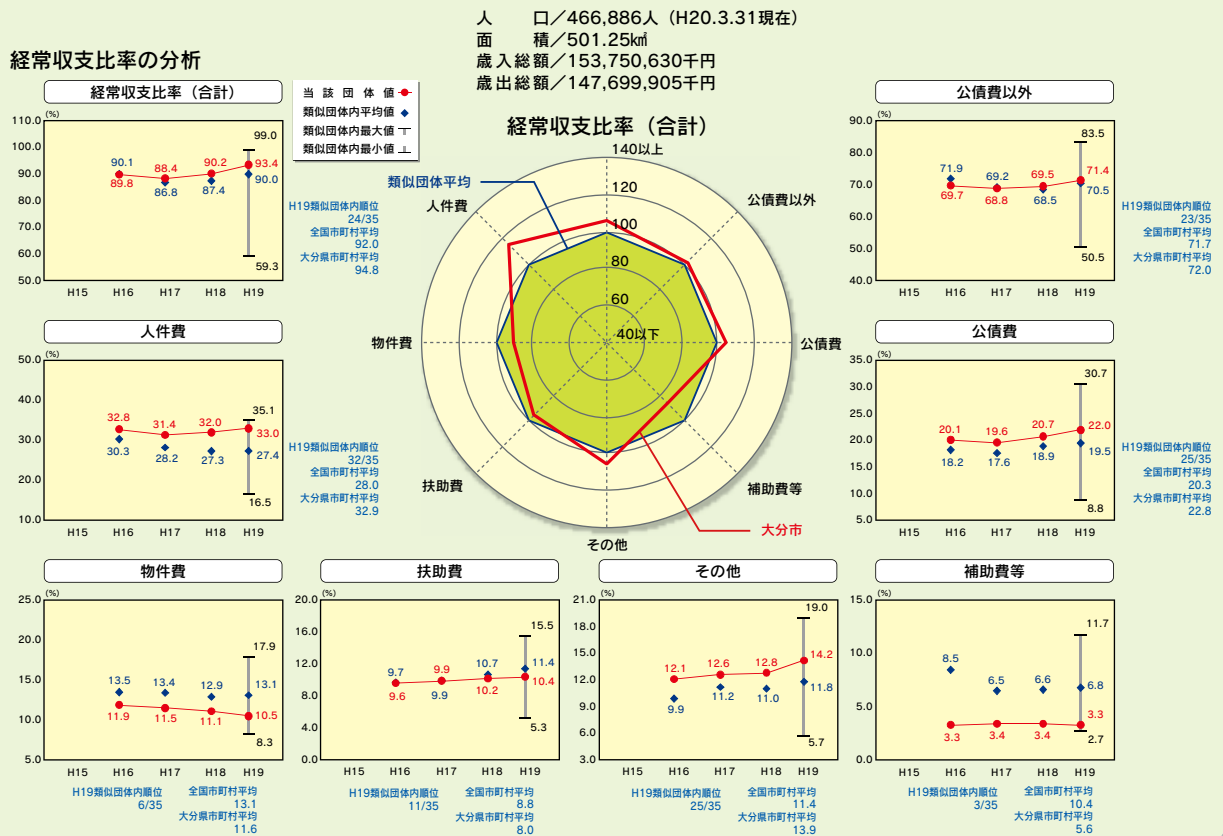 人　　口／466,886人（H20.3.31現在）
面　　積／501.25㎢
歳入総額／153,750,630千円
歳出総額／147,699,905千円
経常収支比率の分析
経常収支比率（合計）
(%)
110.0
100.0
90.0
80.0
70.0
60.0
50.0
90.1
89.8
88.4
86.8
90.2
87.4
99.0
93.4
90.0
59.3
H15 H16 H17 H18 H19
H19類似団体内順位
24/35
全国市町村平均
92.0
大分県市町村平均
94.8
当該団体値
類似団体内平均値
類似団体内最大値
類似団体内最小値
経常収支比率（合計）
140以上
120
100
80
60
40以下
類似団体平均
人件費
公債費以外
物件費
公債費
扶助費
補助費等
その他
大分市
公債費以外
(%)
90.0
80.0
70.0
60.0
50.0
40.0
71.9
69.7
69.2
68.8
69.5
68.5
83.5
71.4
70.5
50.5
H15 H16 H17 H18 H19
H19類似団体内順位
23/35
全国市町村平均
71.7
大分県市町村平均
72.0
人件費
(%)
50.0
40.0
30.0
20.0
10.0
32.8
30.3
31.4
28.2
32.0
27.3
35.1
33.0
27.4
16.5
H15 H16 H17 H18 H19
H19類似団体内順位
32/35
全国市町村平均
28.0
大分県市町村平均
32.9
公債費
(%)
35.0
30.0
25.0
20.0
15.0
10.0
5.0
20.1
18.2
19.6
17.6
20.7
18.9
30.7
22.0
19.5
8.8
H15 H16 H17 H18 H19
H19類似団体内順位
25/35
全国市町村平均
20.3
大分県市町村平均
22.8
物件費
(%)
25.0
20.0
15.0
10.0
5.0
13.5
11.9
13.4
11.5
12.9
11.1
17.9
13.1
10.5
8.3
H15 H16 H17 H18 H19
H19類似団体内順位
6/35
全国市町村平均
13.1
大分県市町村平均
11.6
扶助費
(%)
20.0
16.0
12.0
8.0
4.0
0.0
9.7
9.6
9.9
9.9
10.7
10.2
15.5
11.4
10.4
5.3
H15 H16 H17 H18 H19
H19類似団体内順位
11/35
全国市町村平均
8.8
大分県市町村平均
8.0
その他
(%)
21.0
18.0
15.0
12.0
9.0
6.0
3.0
12.1
9.9
12.6
11.2
12.8
11.0
19.0
14.2
11.8
5.7
H15 H16 H17 H18 H19
H19類似団体内順位
25/35
全国市町村平均
11.4
大分県市町村平均
13.9
補助費等
(%)
15.0
10.0
5.0
0.0
8.5
3.3
6.5
3.4
6.6
3.4
11.7
6.8
3.3
2.7
H15 H16 H17 H18 H19
H19類似団体内順位
3/35
全国市町村平均
10.4
大分県市町村平均
5.6